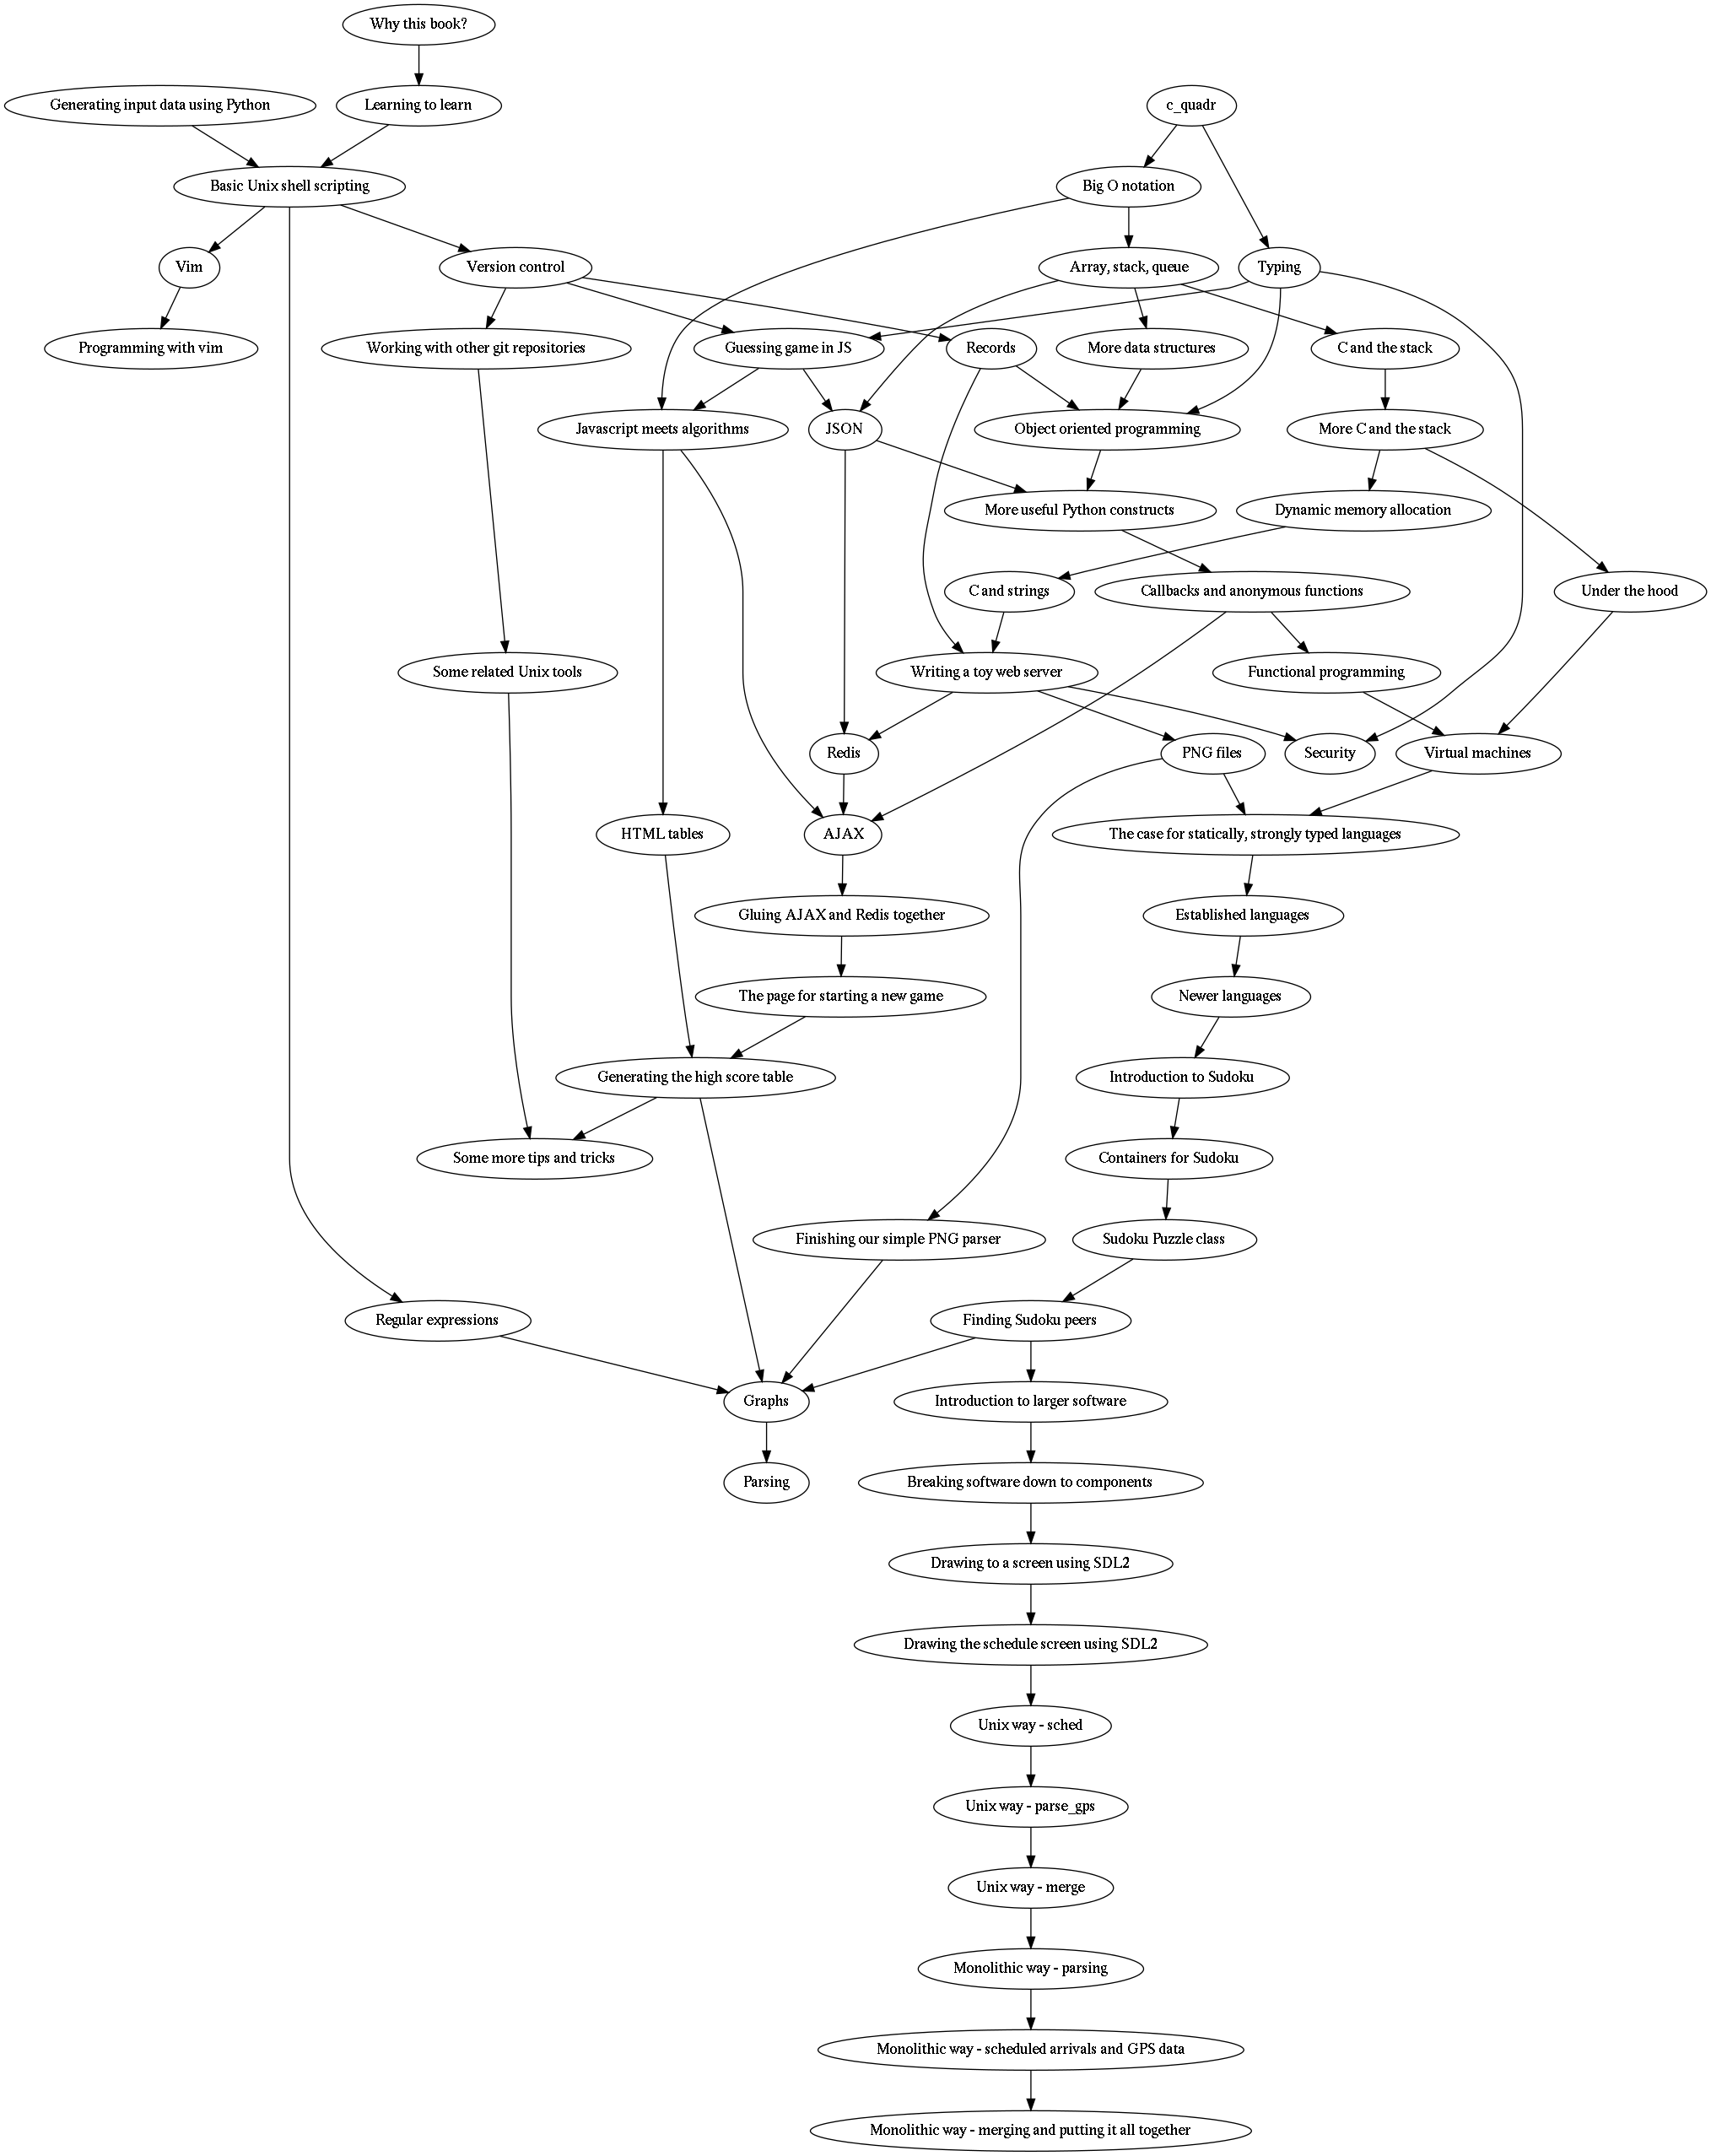 Why this book?
Generating input data using Python
Learning to learn
c_quadr
Basic Unix shell scripting
Big O notation
Vim
Version control
Array, stack, queue
Typing
Programming with vim
Working with other git repositories
Guessing game in JS
Records
More data structures
C and the stack
Javascript meets algorithms
JSON
Object oriented programming
More C and the stack
More useful Python constructs
Dynamic memory allocation
C and strings
Callbacks and anonymous functions
Under the hood
Some related Unix tools
Writing a toy web server
Functional programming
Redis
PNG files
Security
Virtual machines
HTML tables
AJAX
The case for statically, strongly typed languages
Gluing AJAX and Redis together
Established languages
The page for starting a new game
Newer languages
Generating the high score table
Introduction to Sudoku
Some more tips and tricks
Containers for Sudoku
Finishing our simple PNG parser
Sudoku Puzzle class
Regular expressions
Finding Sudoku peers
Graphs
Introduction to larger software
Parsing
Breaking software down to components
Drawing to a screen using SDL2
Drawing the schedule screen using SDL2
Unix way - sched
Unix way - parse_gps
Unix way - merge
Monolithic way - parsing
Monolithic way - scheduled arrivals and GPS data
Monolithic way - merging and putting it all together